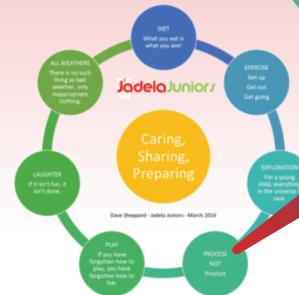 DIET
What you eat is
what you are!
ALL WEATHERS
There is no such
thing as bad
weather, only
inappropriate
clothing.
EXERCISE
Get up
Get out
Get going
JadelaJuniors
Caring,
Sharing,
Preparing
LAUGHTER
If it isn't fun, it
isn't done.
EXPLORATION
For a young
child, everything
in the universe is
new.
Dave Sheppard - Jadela Juniors - March 2016
PLAY
If you have
forgotten how to
play, you have
forgotten how to
live.
PROCESS
NOT
Product